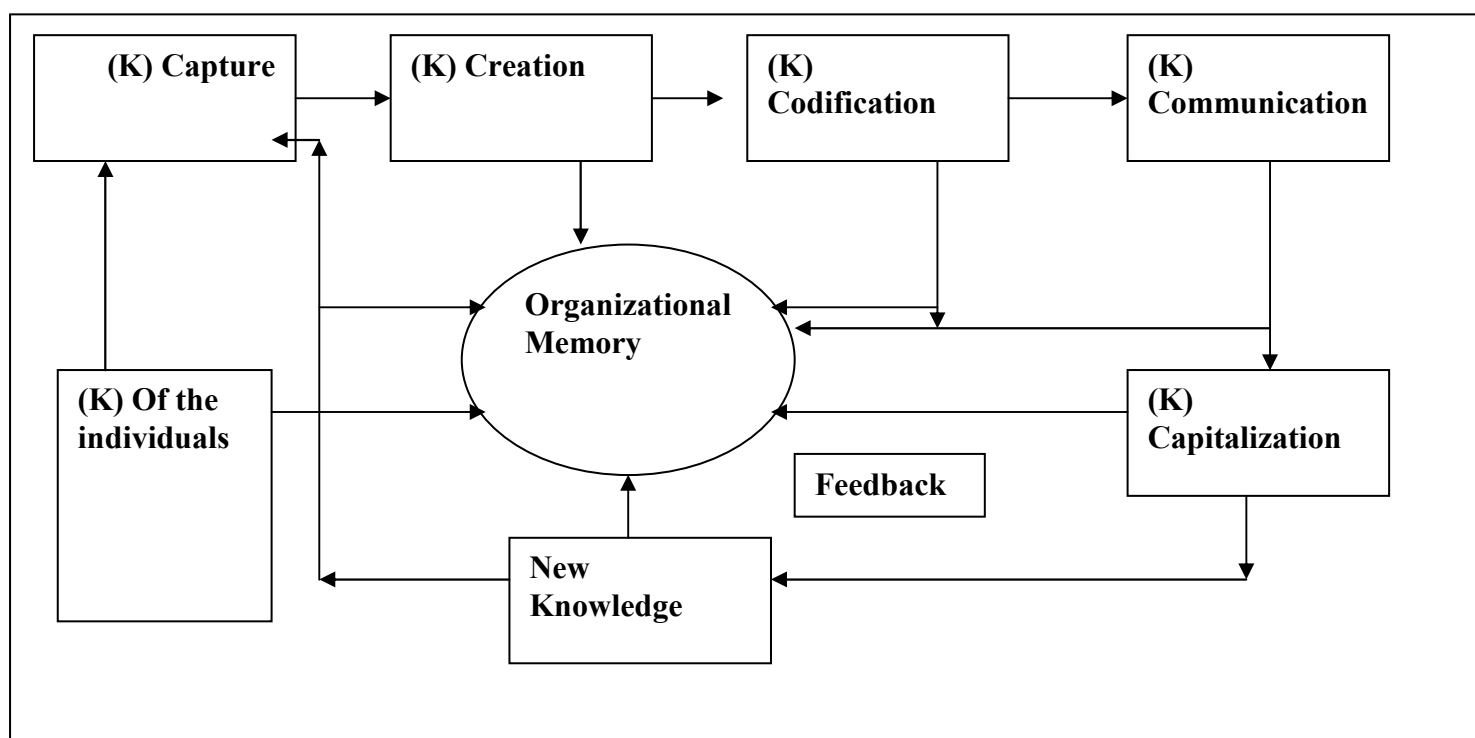 (K) Capture
(K) Creation
(K)
Codification
(K)
Communication
Organizational
Memory
(K) Of the
individuals
(K)
Capitalization
Feedback
New
Knowledge